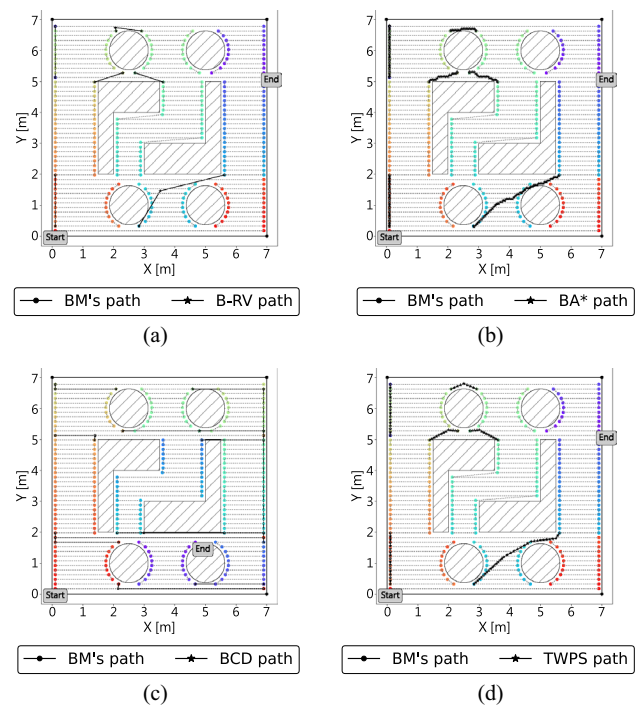 7
6
5
4
3
2
1
0
Y [m]
End
Start
0 1 2 3 4 5 6 7
X [m]
BM's path B-RV path
(a)
7
6
5
4
3
2
1
0
Y [m]
End
Start
0 1 2 3 4 5 6 7
X [m]
BM's path BA* path
(b)
7
6
5
4
3
2
1
0
Y [m]
End
Start
0 1 2 3 4 5 6 7
X [m]
BM's path BCD path
(c)
7
6
5
4
3
2
1
0
Y [m]
End
Start
0 1 2 3 4 5 6 7
X [m]
BM's path TWPS path
(d)